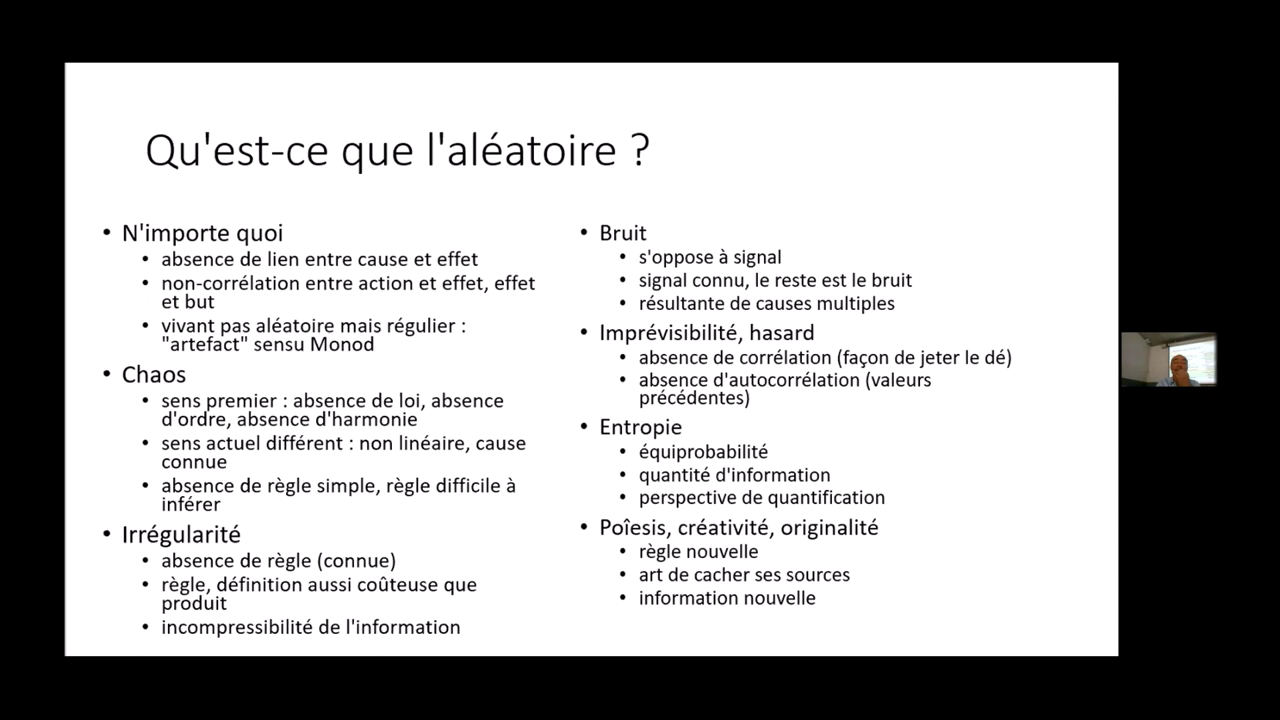 Qu'est-ce que l'aléatoire ?
• N'importe quoi
• absence de lien entre cause et effet
• non-corrélation entre action et effet, effet
et but
• vivant pas aléatoire mais régulier :
"artefact" sensu Monod
• Chaos
• sens premier : absence de loi, absence
d'ordre, absence d'harmonie
• sens actuel différent : non linéaire, cause
connue
• absence de règle simple, règle difficile à
inférer
• Irrégularité
• absence de règle (connue)
• règle, définition aussi coûteuse que
produit
• incompressibilité de l'information
• Bruit
• s'oppose à signal
• signal connu, le reste est le bruit
• résultante de causes multiples
• Imprévisibilité, hasard
• absence de corrélation (façon de jeter le dé)
• absence d'autocorrélation (valeurs
précédentes)
• Entropie
• équiprobabilité
• quantité d'information
• perspective de quantification
• Poîesis, créativité, originalité
• règle nouvelle
• art de cacher ses sources
• information nouvelle